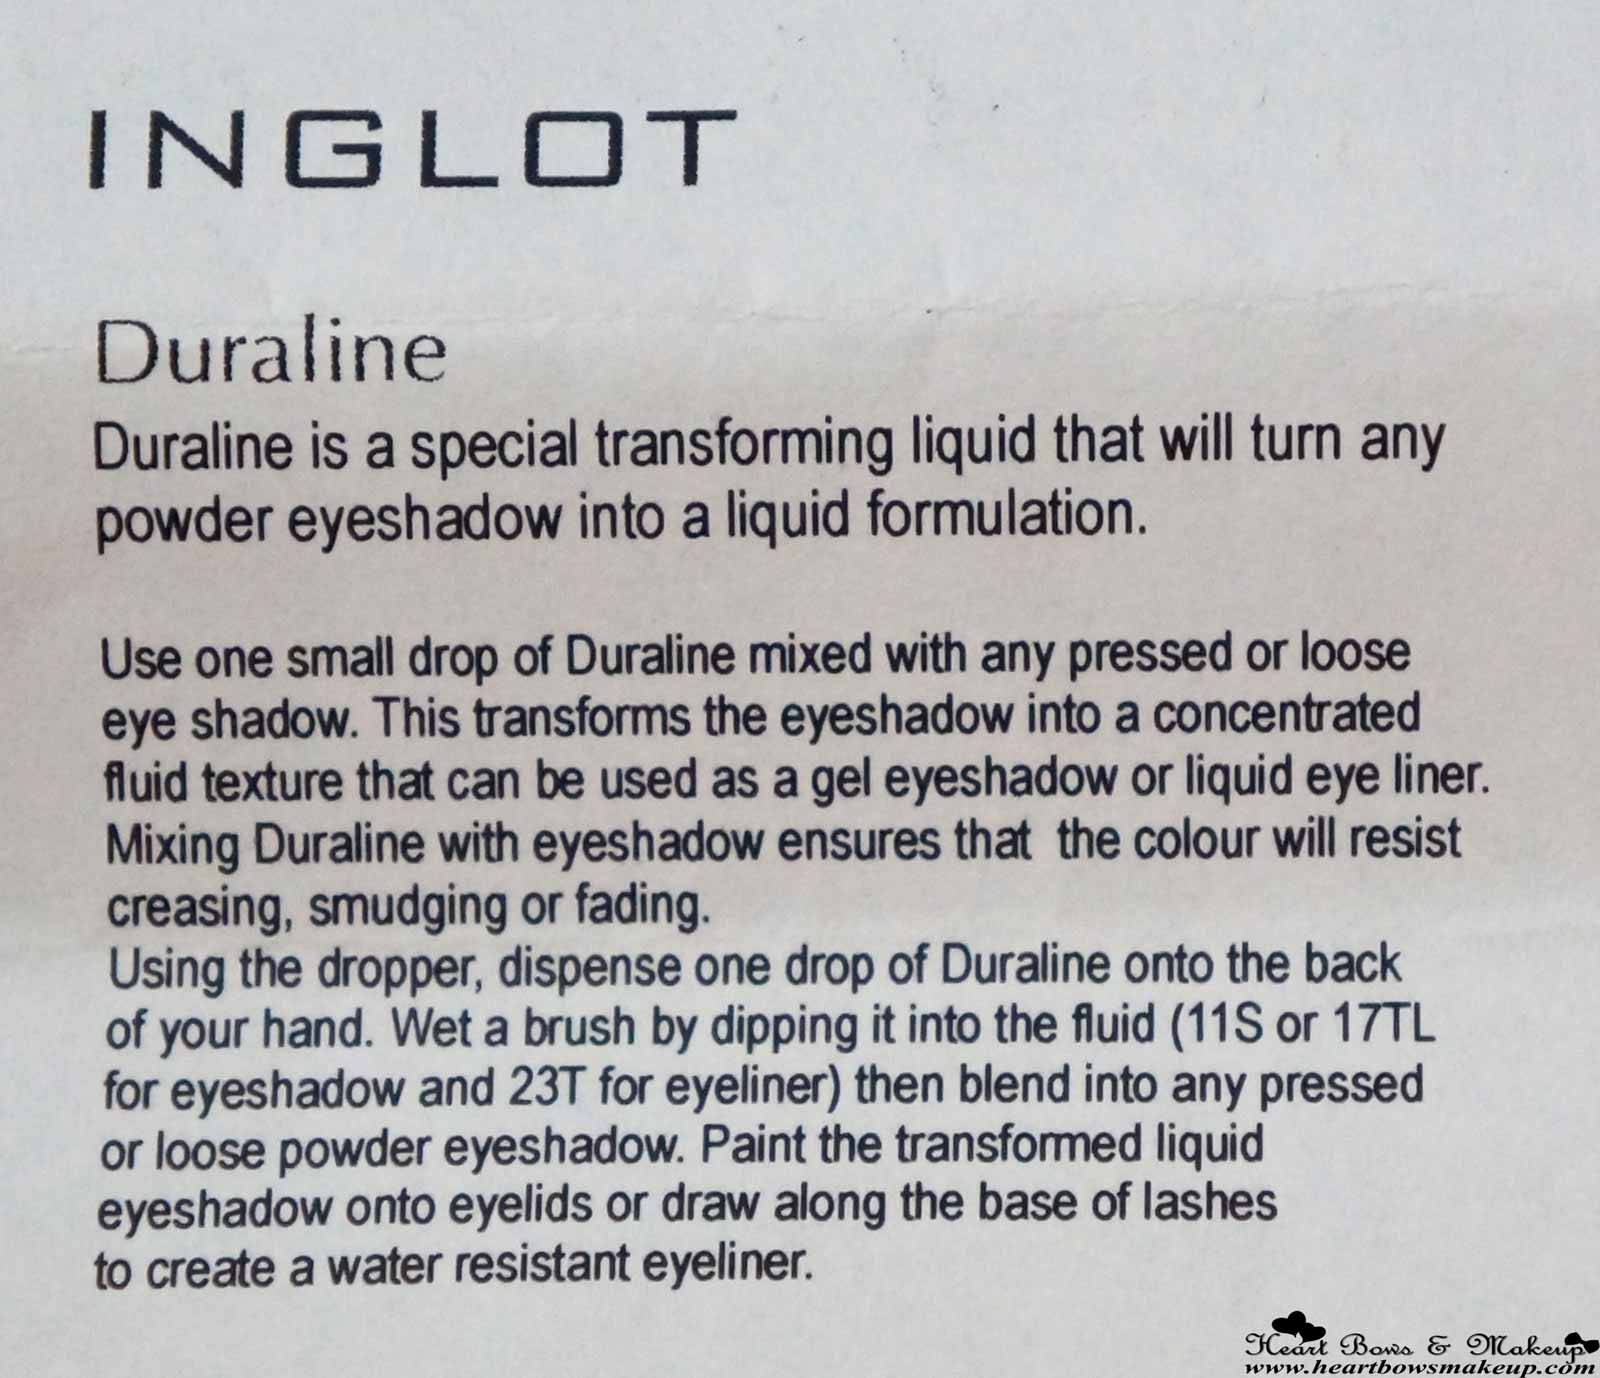 INGLOT
Duraline
Duraline is a special transforming liquid that will turn any
powder eyeshadow into a liquid formulation.
Use one small drop of Duraline mixed with any pressed or loose
eye shadow. This transforms the eyeshadow into a concentrated
fluid texture that can be used as a gel eyeshadow or liquid eye liner.
Mixing Duraline with eyeshadow ensures that the colour will resist
creasing, smudging or fading.
Using the dropper, dispense one drop of Duraline onto the back
of your hand. Wet a brush by dipping it into the fluid (11S or 17TL
for eyeshadow and 23T for eyeliner) then blend into any pressed
or loose powder eyeshadow. Paint the transformed liquid
eyeshadow onto eyelids or draw along the base of lashes
to create a water resistant eyeliner.
Heart Bows & Makeup
www.heartbowsmakeup.com